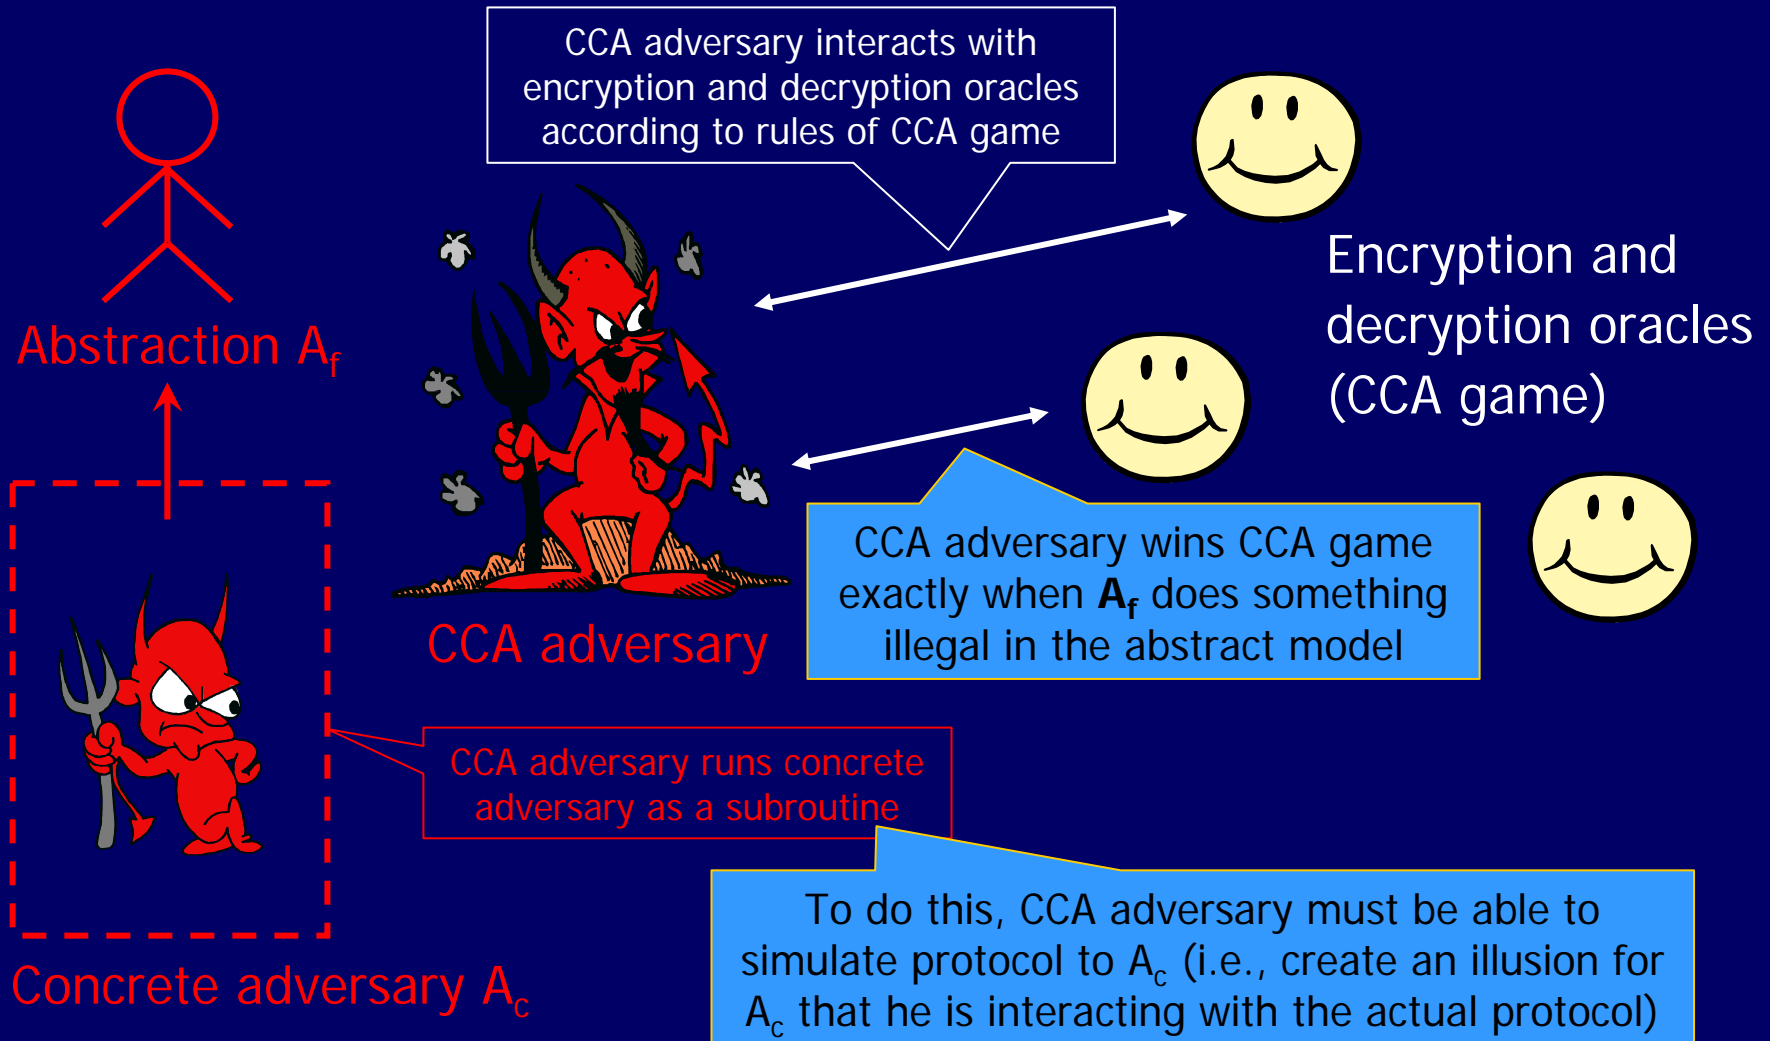 CCA adversary interacts with
encryption and decryption oracles
according to rules of CCA game
Encryption and
decryption oracles
(CCA game)
Abstraction Af
CCA adversary wins CCA game
exactly when Af does something
illegal in the abstract model
CCA adversary
CCA adversary runs concrete
adversary as a subroutine
To do this, CCA adversary must be able to
simulate protocol to Ac (i.e., create an illusion for
Ac that he is interacting with the actual protocol)
Concrete adversary Ac